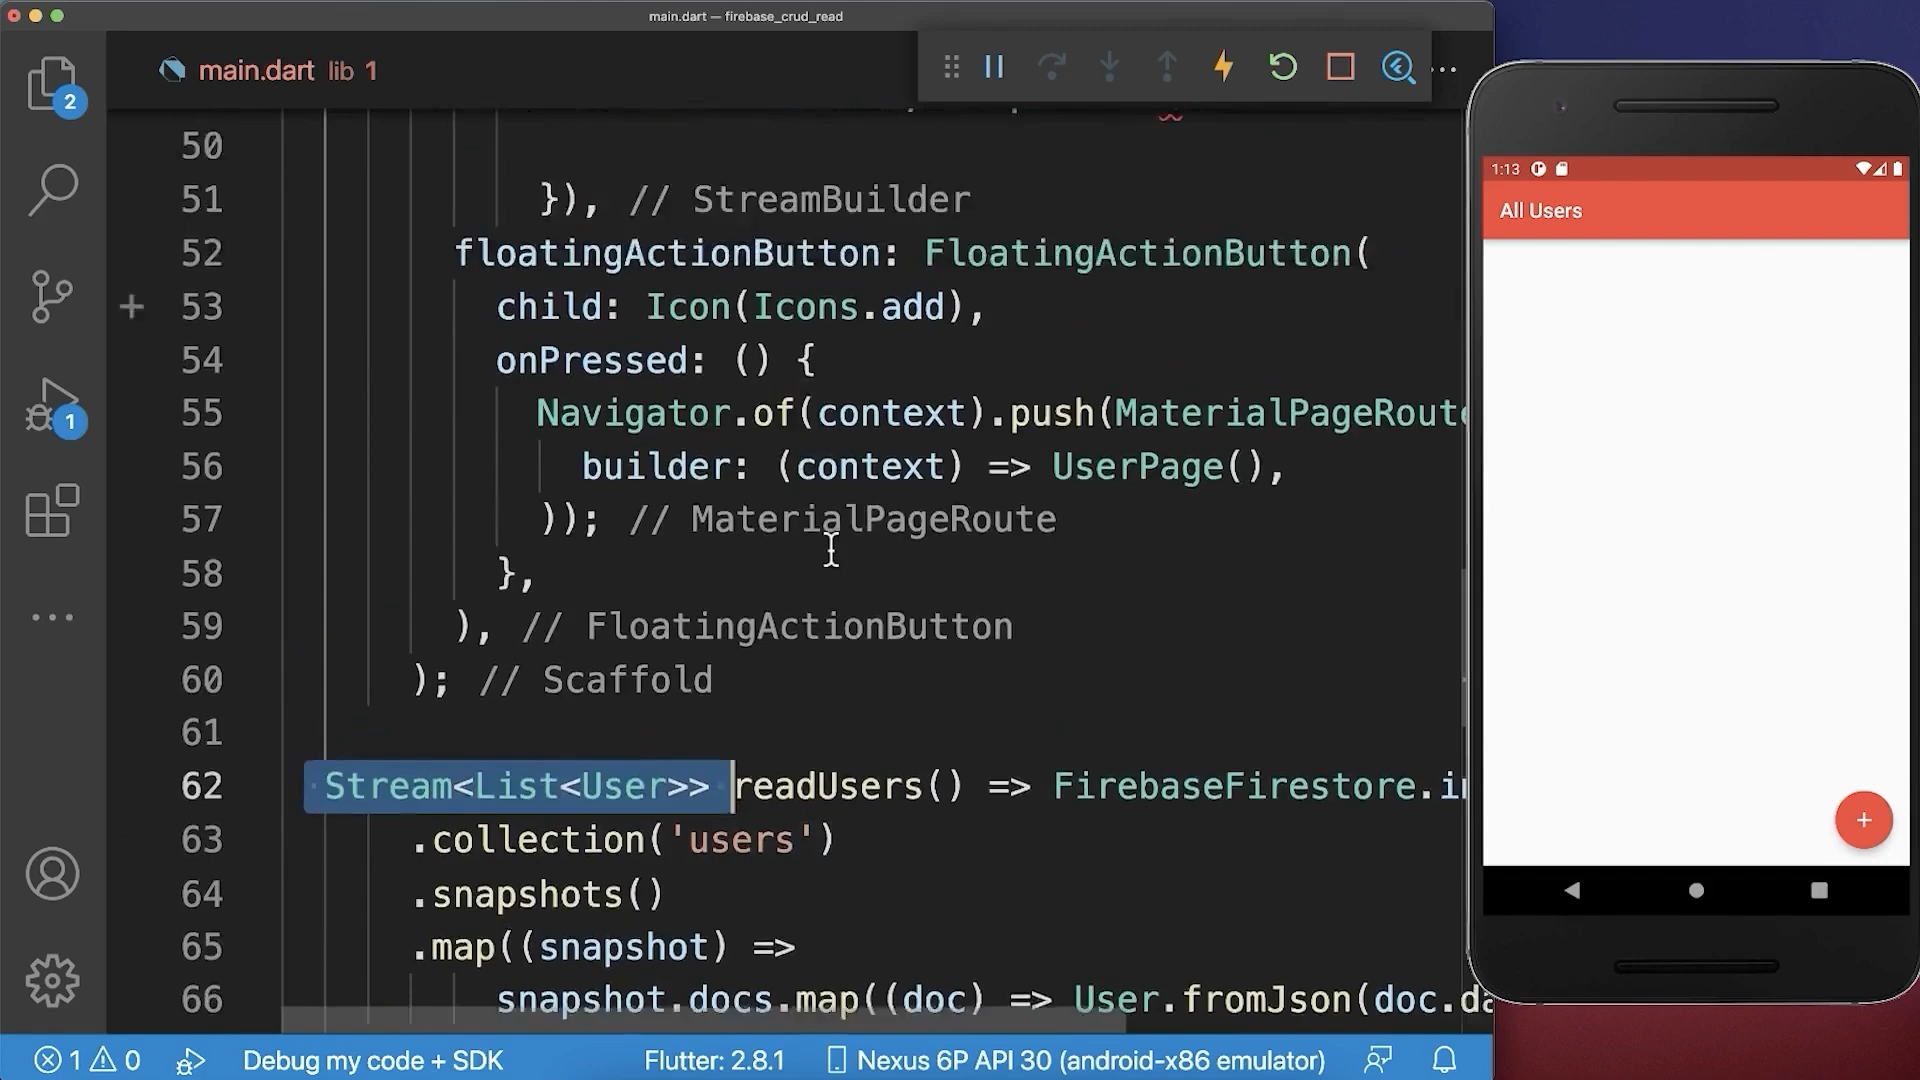 main.dart — firebase_crud_read
main.dart lib 1
2
1
50
51 }), // StreamBuilder
52 floatingActionButton: FloatingActionButton(
53 child: Icon(Icons.add),
54 onPressed: () {
55 Navigator.of(context).push(MaterialPageRoute
56 builder: (context) => UserPage(),
57 )); // MaterialPageRoute
58 },
59 ), // FloatingActionButton
60 ); // Scaffold
61
62 Stream<List<User>> readUsers() => FirebaseFirestore.in
63 .collection('users')
64 .snapshots()
65 .map((snapshot) =>
66 snapshot.docs.map((doc) => User.fromJson(doc.da
1 0 Debug my code + SDK Flutter: 2.8.1 Nexus 6P API 30 (android-x86 emulator)
1:13
All Users